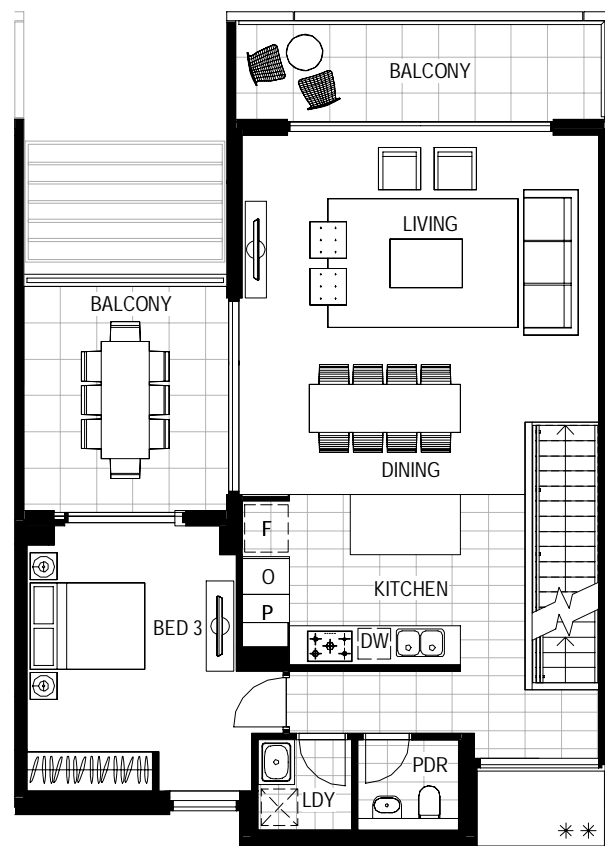 BALCONY
LIVING
BALCONY
DINING
F
O
KITCHEN
P
BED 3
DW
PDR
LDY
**